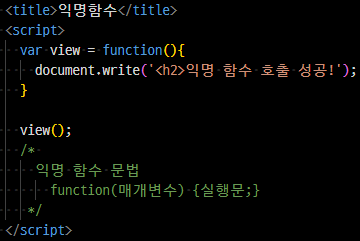 <title>익명함수</title>
<script>
var view = function(){
document.write('<h2>익명 함수 호출 성공!');
}
view();
/*
익명 함수 문법
function(매개변수) {실행문;}
*/
</script>